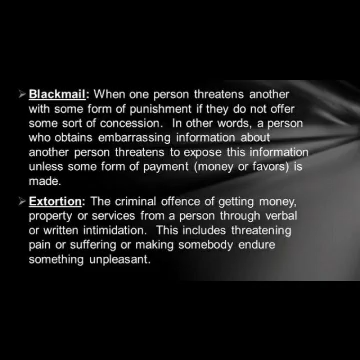 Blackmail: When one person threatens another
with some form of punishment if they do not offer
some sort of concession. In other words, a person
who obtains embarrassing information about
another person threatens to expose this information
unless some form of payment (money or favors) is
made.
Extortion: The criminal offence of getting money,
property or services from a person through verbal
or written intimidation. This includes threatening
pain or suffering or making somebody endure
something unpleasant.